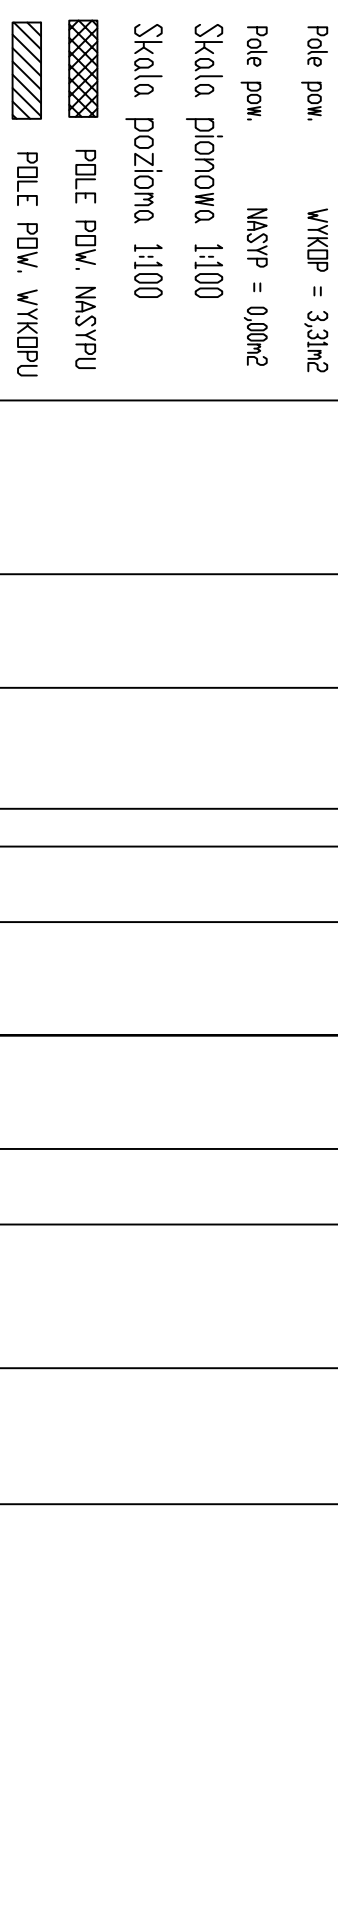 Pole pow. WYKOP = 3,31m2
Pole pow. NASYP = 0,00m2
Skala pionowa 1:100
Skala pozioma 1:100
POLE POW. NASYPU
POLE POW. WYKOPU